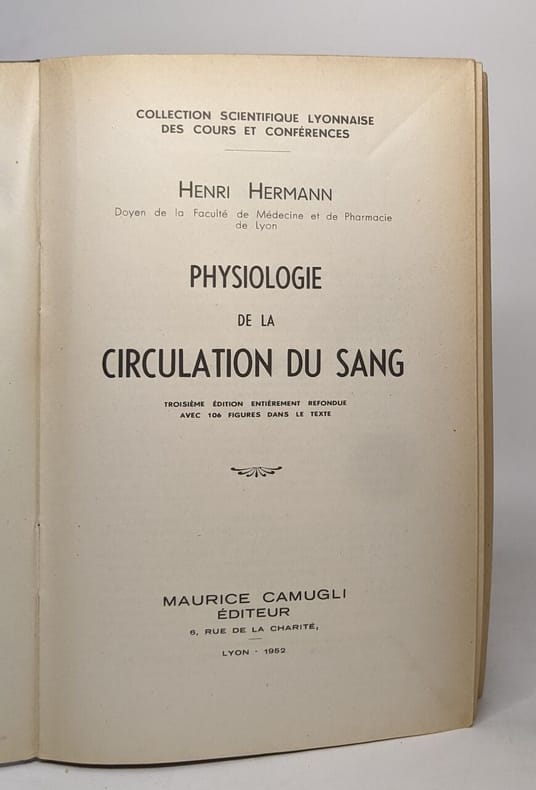 COLLECTION SCIENTIFIQUE LYONNAISE
DES COURS ET CONFÉRENCES
HENRI HERMANN
Doyen de la Faculté de Médecine et de Pharmacie
de Lyon
PHYSIOLOGIE
DE LA
CIRCULATION DU SANG
TROISIÈME ÉDITION ENTIÈREMENT REFONDUE
AVEC 106 FIGURES DANS LE TEXTE
MAURICE CAMUGLI
ÉDITEUR
6, RUE DE LA CHARITÉ,
LYON - 1952